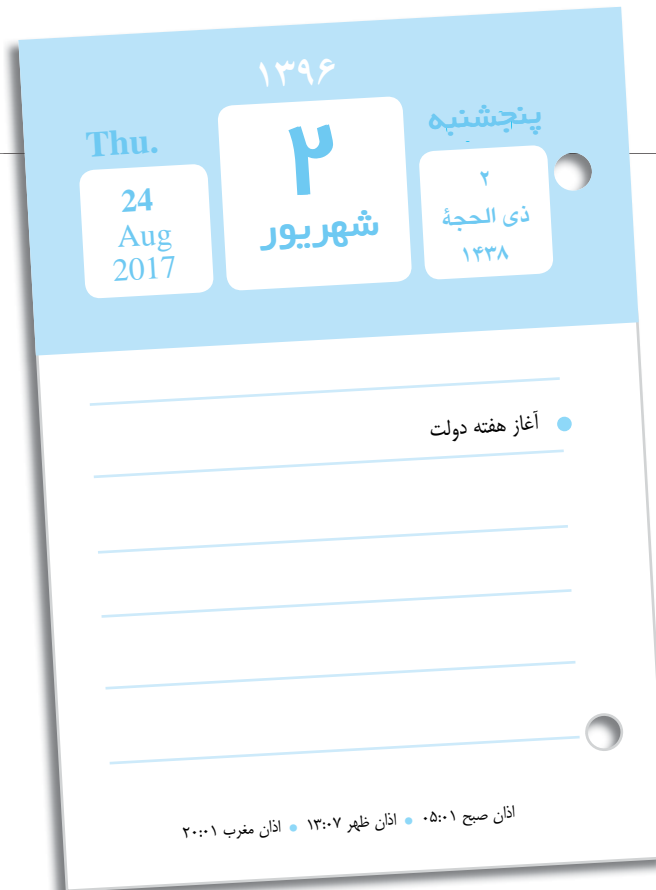 ۱۳۹۶
پنجشنبه
۲
ذی الحجة
۱۴۳۸
۲
شهریور
Thu.
24
Aug
2017
آغاز هفته دولت
اذان صبح ۰۵:۰۱ • اذان ظهر ۱۳:۰۷ • اذان مغرب ۲۰:۰۱